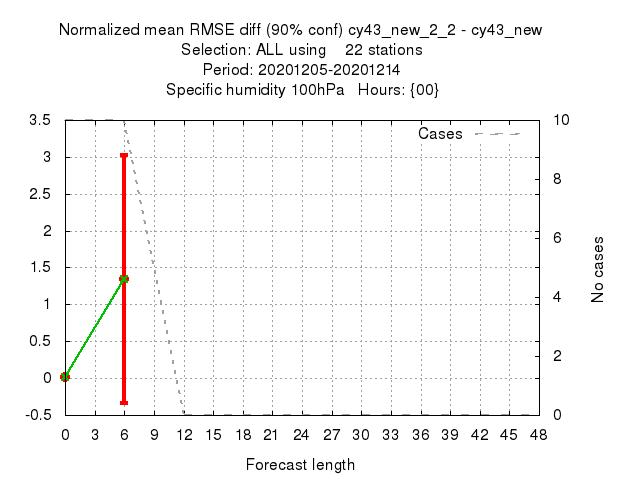 Normalized mean RMSE diff (90% conf) cy43_new_2_2 - cy43_new
Selection: ALL using    22 stations
Period: 20201205-20201214
Specific humidity 100hPa   Hours: {00}
Cases
3.5
3
2.5
2
1.5
1
0.5
0
-0.5
10
8
6
4
2
0
No cases
0 3 6 9 12 15 18 21 24 27 30 33 36 39 42 45 48
Forecast length